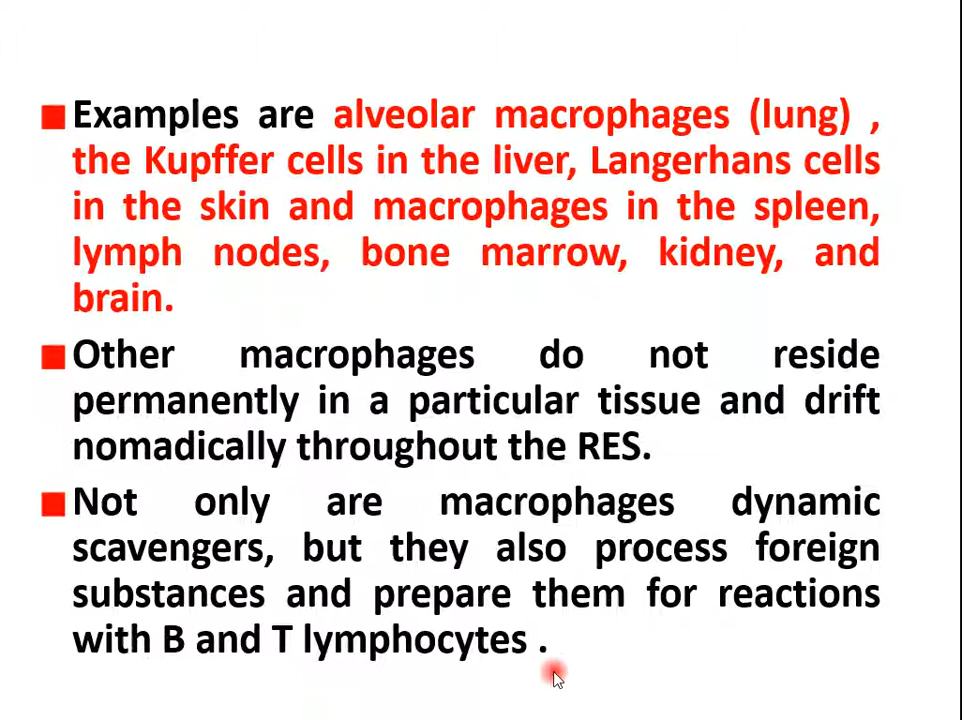 Examples are alveolar macrophages (lung) ,
the Kupffer cells in the liver, Langerhans cells
in the skin and macrophages in the spleen,
lymph nodes, bone marrow, kidney, and
brain.
Other macrophages do not reside
permanently in a particular tissue and drift
nomadically throughout the RES.
Not only are macrophages dynamic
scavengers, but they also process foreign
substances and prepare them for reactions
with B and T lymphocytes .